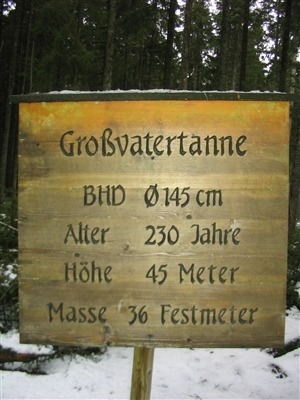 Großvatertanne
BHD Ø 145 cm
Alter 230 Jahre
Höhe 45 Meter
Masse 36 Festmeter